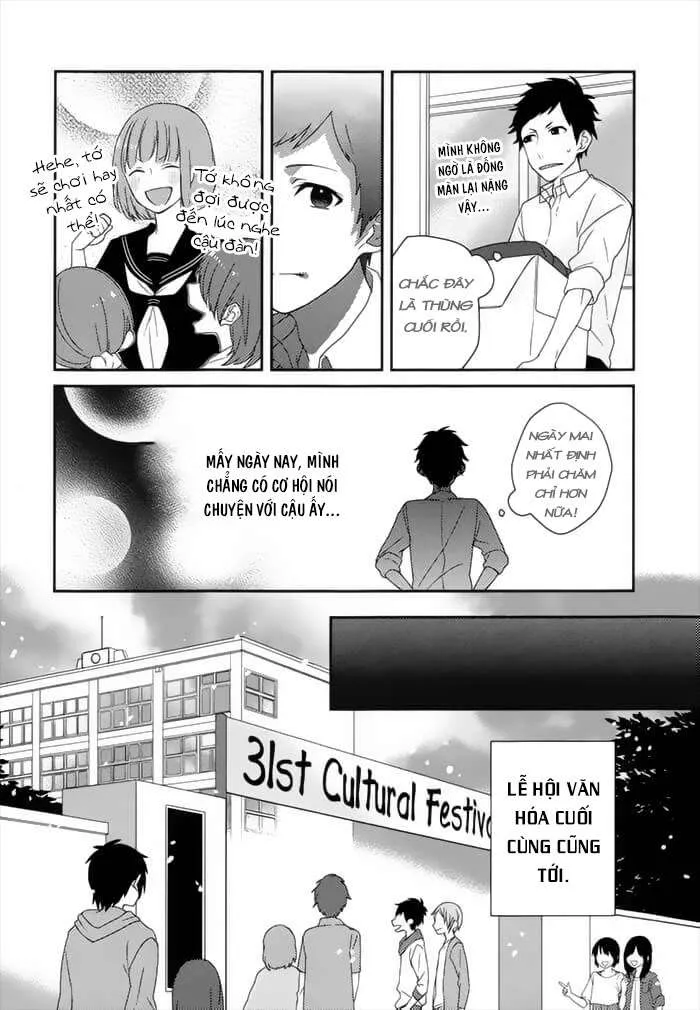 MÌNH KHÔNG
NGỜ LÀ ĐỐNG
MÀN LẠI NẶNG
VẬY...
CHẮC ĐÂY
LÀ THÙNG
CUỐI RỒI.
Tớ không
đợi được
đến lúc nghe
cậu đàn!
Hehe, tớ
sẽ chơi hay
nhất có
thể!
NGÀY MAI
NHẤT ĐỊNH
PHẢI CHĂM
CHỈ HƠN
NỮA!
MẤY NGÀY NAY, MÌNH
CHẲNG CÓ CƠ HỘI NÓI
CHUYỆN VỚI CẬU ẤY...
31st Cultural Festiv
LỄ HỘI VĂN
HÓA CUỐI
CÙNG CŨNG
TỚI.